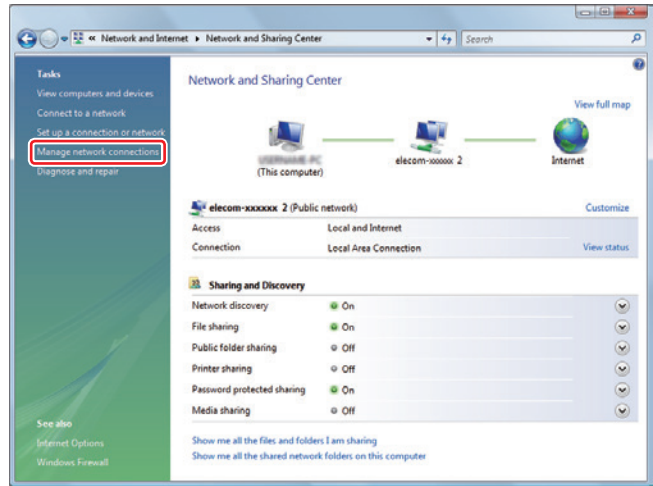 « Network and Internet ▸ Network and Sharing Center
Search
Tasks
View computers and devices
Connect to a network
Set up a connection or network
Manage network connections
Diagnose and repair
See also
Internet Options
Windows Firewall
Network and Sharing Center
View full map
(This computer)
elecom-xxxxxx 2
Internet
elecom-xxxxxx 2 (Public network)
Customize
Access Local and Internet
Connection Local Area Connection View status
Sharing and Discovery
Network discovery On
File sharing On
Public folder sharing Off
Printer sharing Off
Password protected sharing On
Media sharing Off
Show me all the files and folders I am sharing
Show me all the shared network folders on this computer